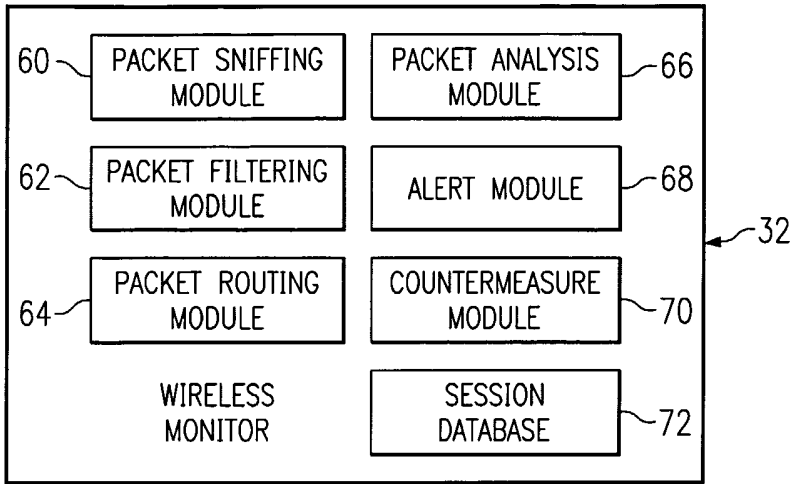 60
PACKET SNIFFING
MODULE
PACKET ANALYSIS
MODULE
66
62
PACKET FILTERING
MODULE
ALERT MODULE
68
32
64
PACKET ROUTING
MODULE
COUNTERMEASURE
MODULE
70
WIRELESS
MONITOR
SESSION
DATABASE
72